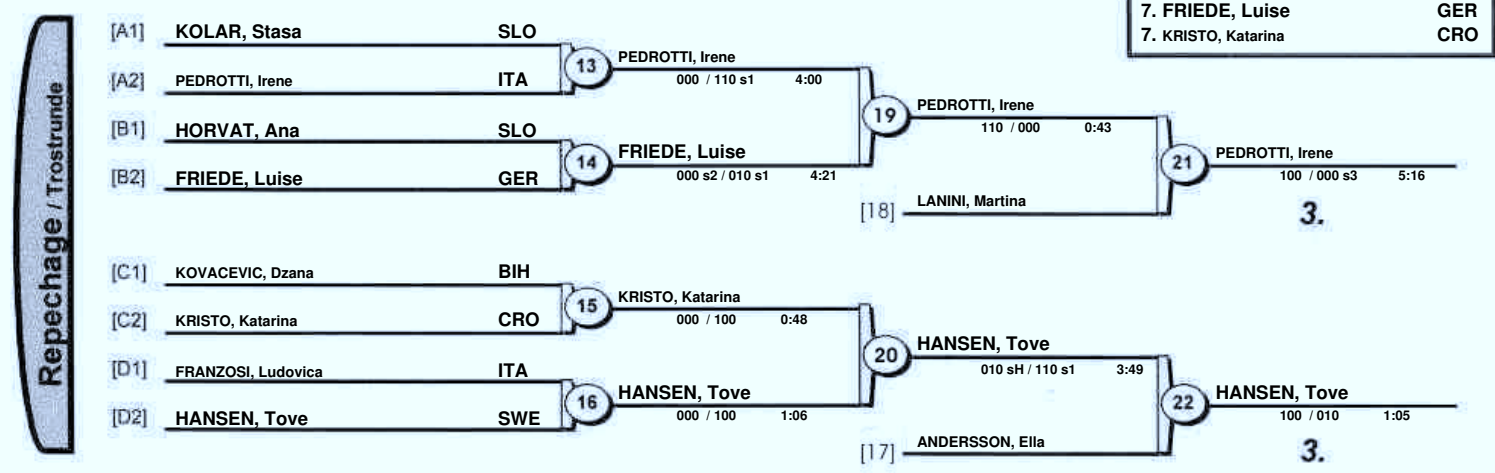 7. FRIEDE, Luise GER
7. KRISTO, Katarina CRO
Repechage / Trostrunde
[A1] KOLAR, Stasa SLO
[A2] PEDROTTI, Irene ITA
13
PEDROTTI, Irene
000 / 110 s1 4:00
[B1] HORVAT, Ana SLO
[B2] FRIEDE, Luise GER
14
FRIEDE, Luise
000 s2 / 010 s1 4:21
19
PEDROTTI, Irene
110 / 000 0:43
[18] LANINI, Martina
21
PEDROTTI, Irene
100 / 000 s3 5:16
3.
[C1] KOVACEVIC, Dzana BIH
[C2] KRISTO, Katarina CRO
15
KRISTO, Katarina
000 / 100 0:48
[D1] FRANZOSI, Ludovica ITA
[D2] HANSEN, Tove SWE
16
HANSEN, Tove
000 / 100 1:06
20
HANSEN, Tove
010 sH / 110 s1 3:49
[17] ANDERSSON, Ella
22
HANSEN, Tove
100 / 010 1:05
3.